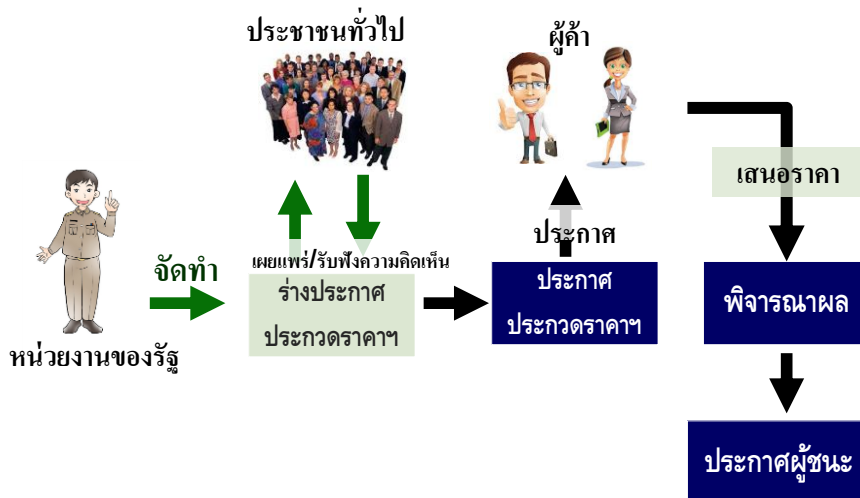 ประชาชนทั่วไป
ผู้ค้า
เสนอราคา
จัดทำ
เผยแพร่/รับฟังความคิดเห็น
ร่างประกาศ
ประกวดราคาฯ
ประกาศ
ประกาศ
ประกวดราคาฯ
พิจารณาผล
หน่วยงานของรัฐ
ประกาศผู้ชนะ